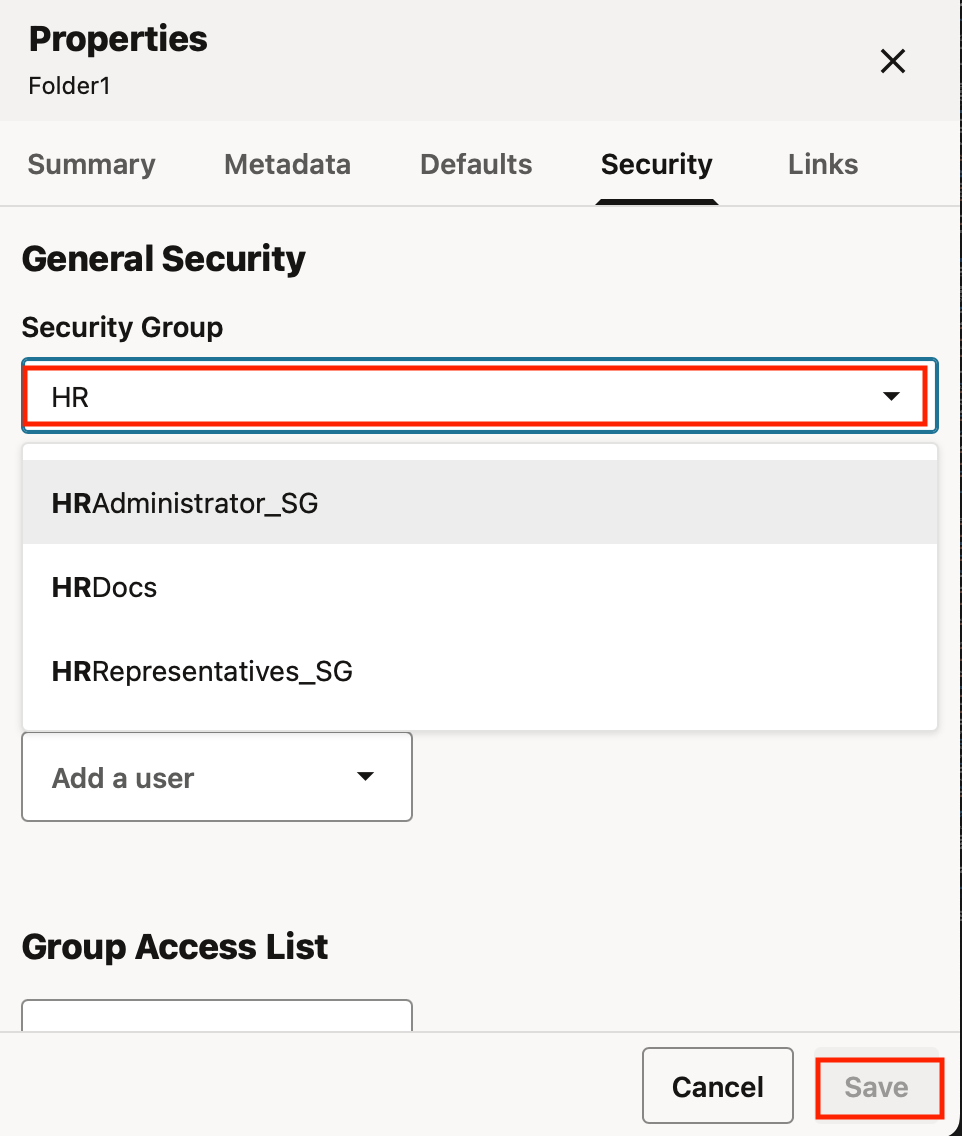 Properties
Folder1
Summary Metadata Defaults Security Links
General Security
Security Group
HR
HRAdministrator_SG
HRDocs
HRRepresentatives_SG
Add a user
Group Access List
Cancel Save